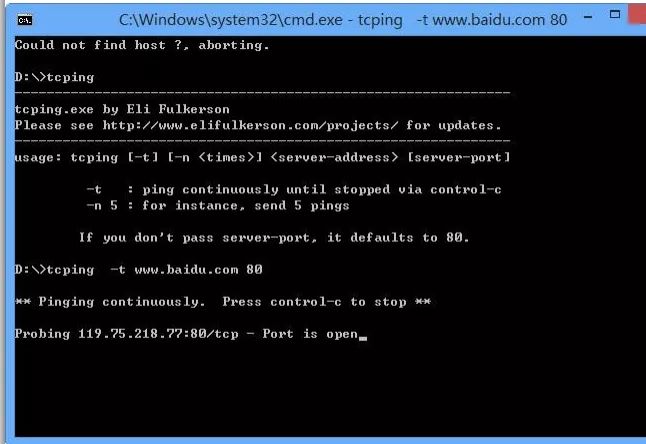 C:\Windows\system32\cmd.exe - tcping  -t www.baidu.com 80
Could not find host ?, aborting.
D:\>tcping
--------------------------------------------------------------
tcping.exe by Eli Fulkerson
Please see http://www.elifulkerson.com/projects/ for updates.
--------------------------------------------------------------
usage: tcping [-t] [-n <times>] <server-address> [server-port]
-t   : ping continuously until stopped via control-c
-n 5 : for instance, send 5 pings
If you don't pass server-port, it defaults to 80.
D:\>tcping  -t www.baidu.com 80
** Pinging continuously.  Press control-c to stop **
Probing 119.75.218.77:80/tcp - Port is open